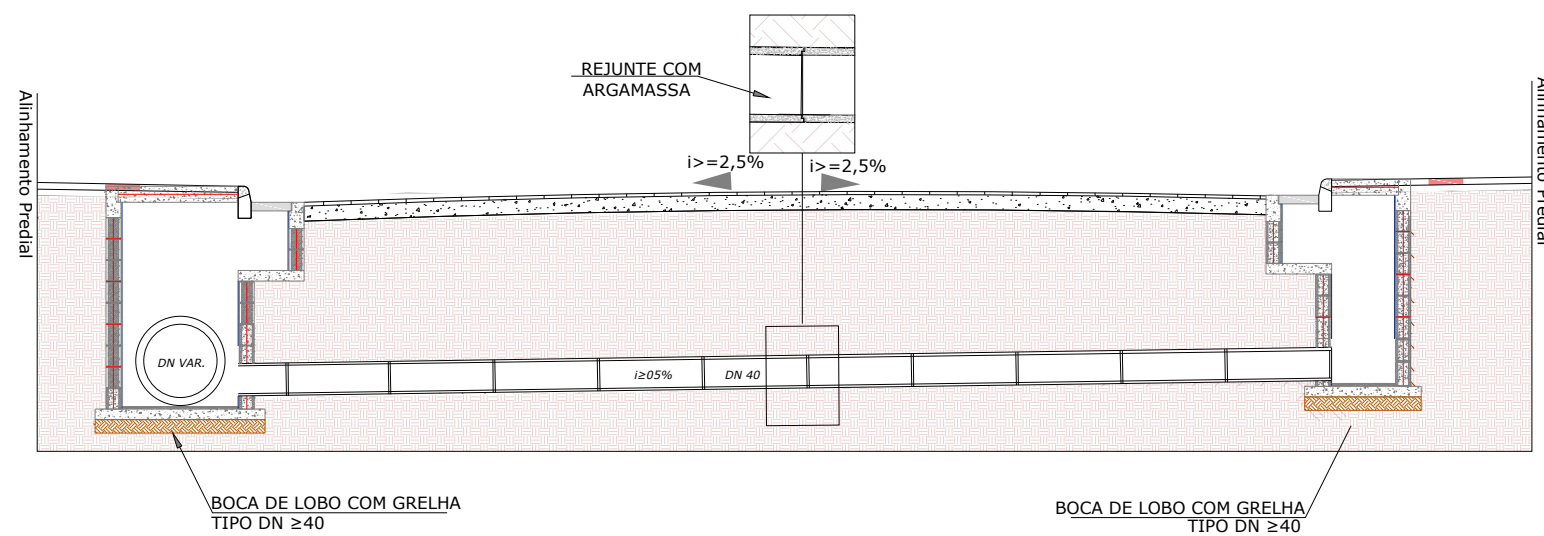 REJUNTE COM
ARGAMASSA
i>=2,5%
i>=2,5%
Alinhamento Predial
Alinhamento Predial
DN VAR.
i≥05%
DN 40
BOCA DE LOBO COM GRELHA
TIPO DN ≥40
BOCA DE LOBO COM GRELHA
TIPO DN ≥40